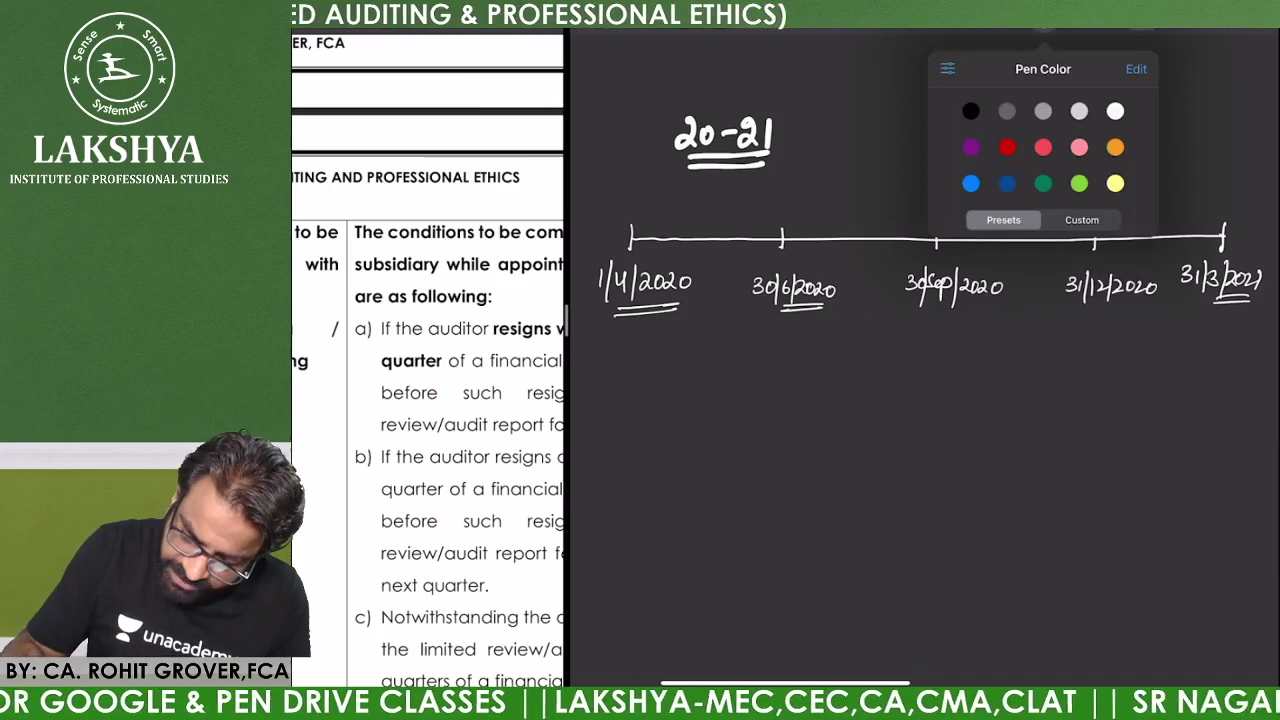 ED AUDITING & PROFESSIONAL ETHICS)
Sense
Smart
Systematic
LAKSHYA
INSTITUTE OF PROFESSIONAL STUDIES
ER, FCA
ITING AND PROFESSIONAL ETHICS
to be
with
/
ng
The conditions to be com
subsidiary while appoint
are as following:
a) If the auditor resigns w
quarter of a financial
before such resig
review/audit report fo
b) If the auditor resigns a
quarter of a financial
before such resig
review/audit report fo
next quarter.
c) Notwithstanding the a
the limited review/a
quarters of a financia
20-21
Pen Color
Edit
Presets
Custom
1/4/2020
30/6/2020
30/Sep/2020
31/12/2020
31/3/2021
unacademy
BY: CA. ROHIT GROVER,FCA
OR GOOGLE & PEN DRIVE CLASSES ||LAKSHYA-MEC,CEC,CA,CMA,CLAT || SR NAGAL